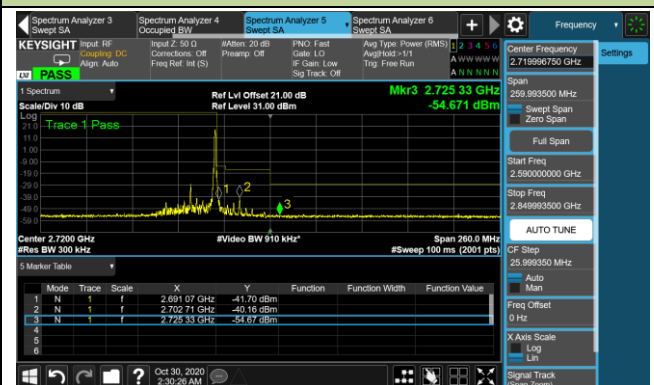 Spectrum Analyzer 3
Swept SA
Spectrum Analyzer 4
Occupied BW
Spectrum Analyzer 5
Swept SA
Spectrum Analyzer 6
Swept SA
Frequency
KEYSIGHT
Input: RF
Coupling: DC
Align: Auto
Input Z: 50 Ω
Corrections: Off
Freq Ref: Int (S)
#Atten: 20 dB
Preamp: Off
PNO: Fast
Gate: LO
IF Gain: Low
Sig Track: Off
Avg Type: Power (RMS)
Avg|Hold:>1/1
Trig: Free Run
1 2 3 4 5 6
A W W W W W
A N N N N N
LXI PASS
1 Spectrum
Scale/Div 10 dB
Ref Lvl Offset 21.00 dB
Ref Level 31.00 dBm
Mkr3 2.725 33 GHz
-54.671 dBm
Log
Trace 1 Pass
21.0
11.0
1.00
-9.00
-19.0
-29.0
-39.0
-49.0
-59.0
1
2
3
Center 2.7200 GHz
#Res BW 300 kHz
#Video BW 910 kHz*
Span 260.0 MHz
#Sweep 100 ms (2001 pts)
5 Marker Table
Mode Trace Scale X Y Function Function Width Function Value
1 N 1 f 2.691 07 GHz -41.70 dBm
2 N 1 f 2.702 71 GHz -40.16 dBm
3 N 1 f 2.725 33 GHz -54.67 dBm
4
5
6
Oct 30, 2020
2:30:26 AM
Center Frequency
2.719996750 GHz
Settings
Span
259.993500 MHz
Swept Span
Zero Span
Full Span
Start Freq
2.590000000 GHz
Stop Freq
2.849993500 GHz
AUTO TUNE
CF Step
25.999350 MHz
Auto
Man
Freq Offset
0 Hz
X Axis Scale
Log
Lin
Signal Track
(Span Zoom)